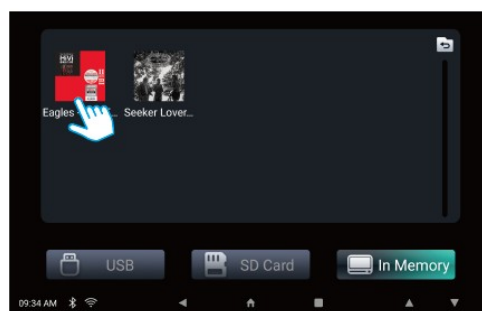 Eagles -
Seeker Lover...
USB
SD Card
In Memory
09:34 AM